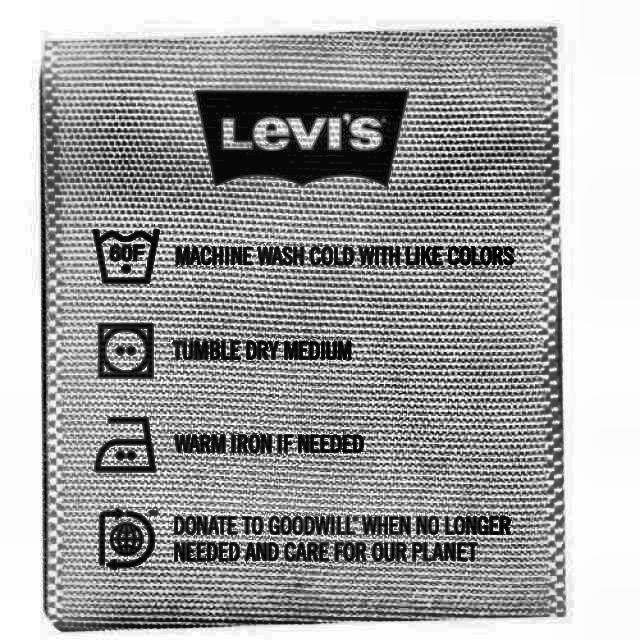 Levi's
60F
MACHINE WASH COLD WITH LIKE COLORS
TUMBLE DRY MEDIUM
WARM IRON IF NEEDED
DONATE TO GOODWILL® WHEN NO LONGER
NEEDED AND CARE FOR OUR PLANET